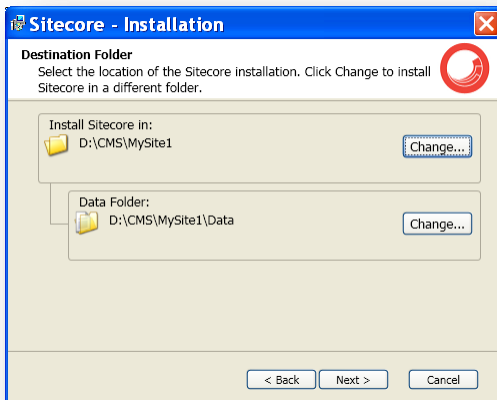 Sitecore - Installation
Destination Folder
Select the location of the Sitecore installation. Click Change to install
Sitecore in a different folder.
Install Sitecore in:
D:\CMS\MySite1
Change...
Data Folder:
D:\CMS\MySite1\Data
Change...
< Back
Next >
Cancel